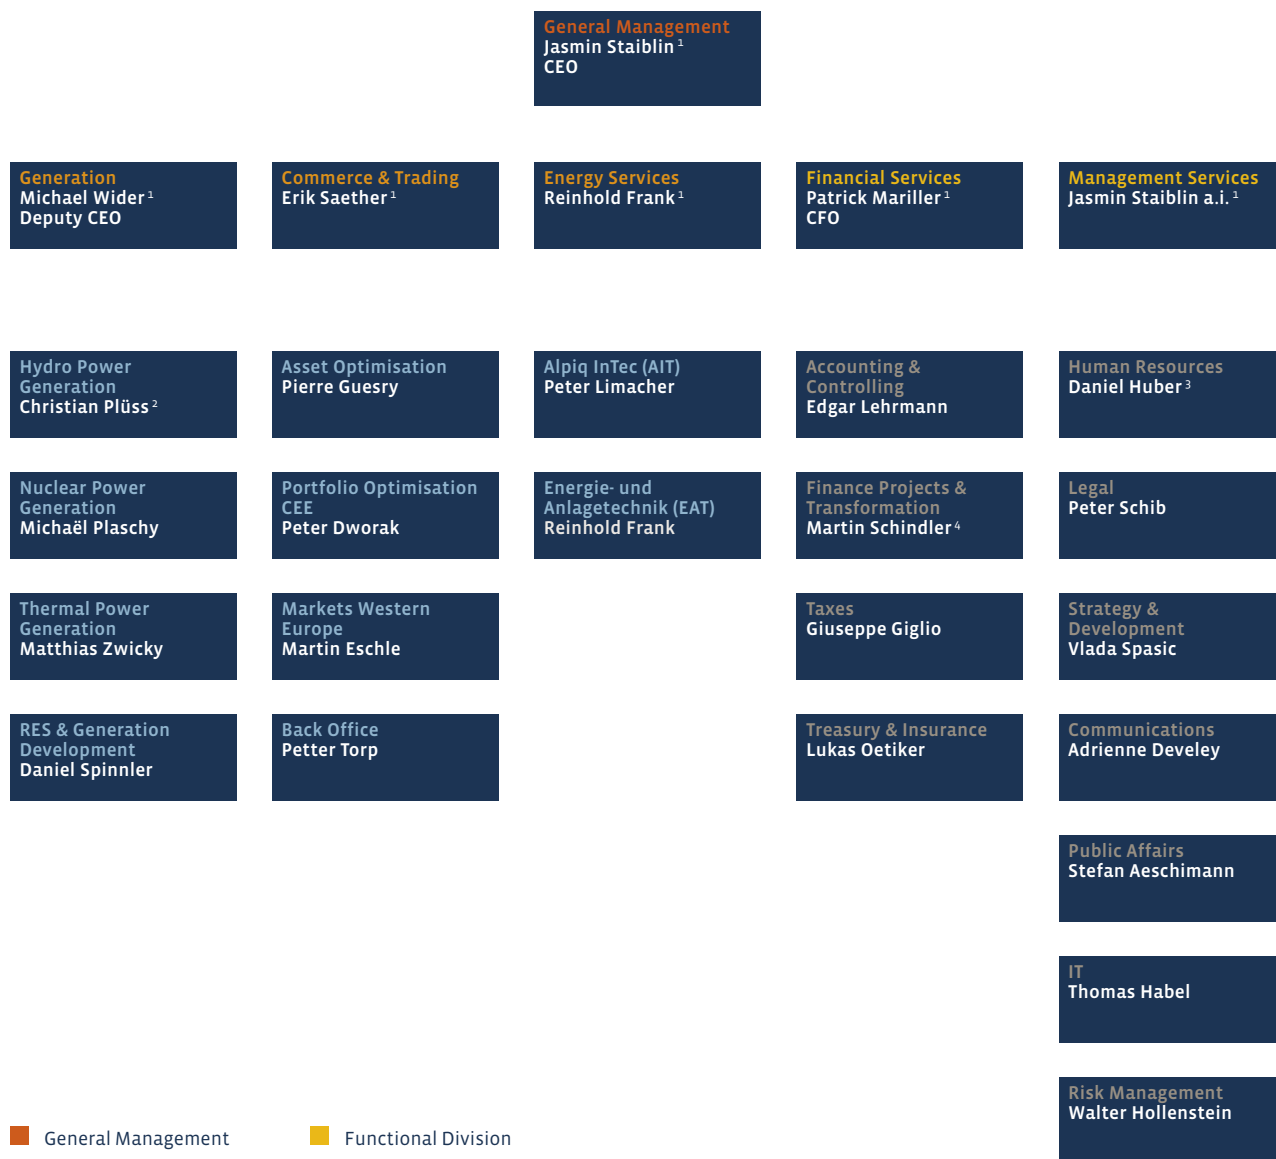 General Management
Jasmin Staiblin 1
CEO
Generation
Michael Wider 1
Deputy CEO
Commerce & Trading
Erik Saether 1
Energy Services
Reinhold Frank 1
Financial Services
Patrick Mariller 1
CFO
Management Services
Jasmin Staiblin a.i. 1
Hydro Power
Generation
Christian Plüss 2
Asset Optimisation
Pierre Guesry
Alpiq InTec (AIT)
Peter Limacher
Accounting &
Controlling
Edgar Lehrmann
Human Resources
Daniel Huber 3
Nuclear Power
Generation
Michaël Plaschy
Portfolio Optimisation
CEE
Peter Dworak
Energie- und
Anlagetechnik (EAT)
Reinhold Frank
Finance Projects &
Transformation
Martin Schindler 4
Legal
Peter Schib
Thermal Power
Generation
Matthias Zwicky
Markets Western
Europe
Martin Eschle
Taxes
Giuseppe Giglio
Strategy &
Development
Vlada Spasic
RES & Generation
Development
Daniel Spinnler
Back Office
Petter Torp
Treasury & Insurance
Lukas Oetiker
Communications
Adrienne Develey
Public Affairs
Stefan Aeschimann
IT
Thomas Habel
Risk Management
Walter Hollenstein
General Management
Functional Division